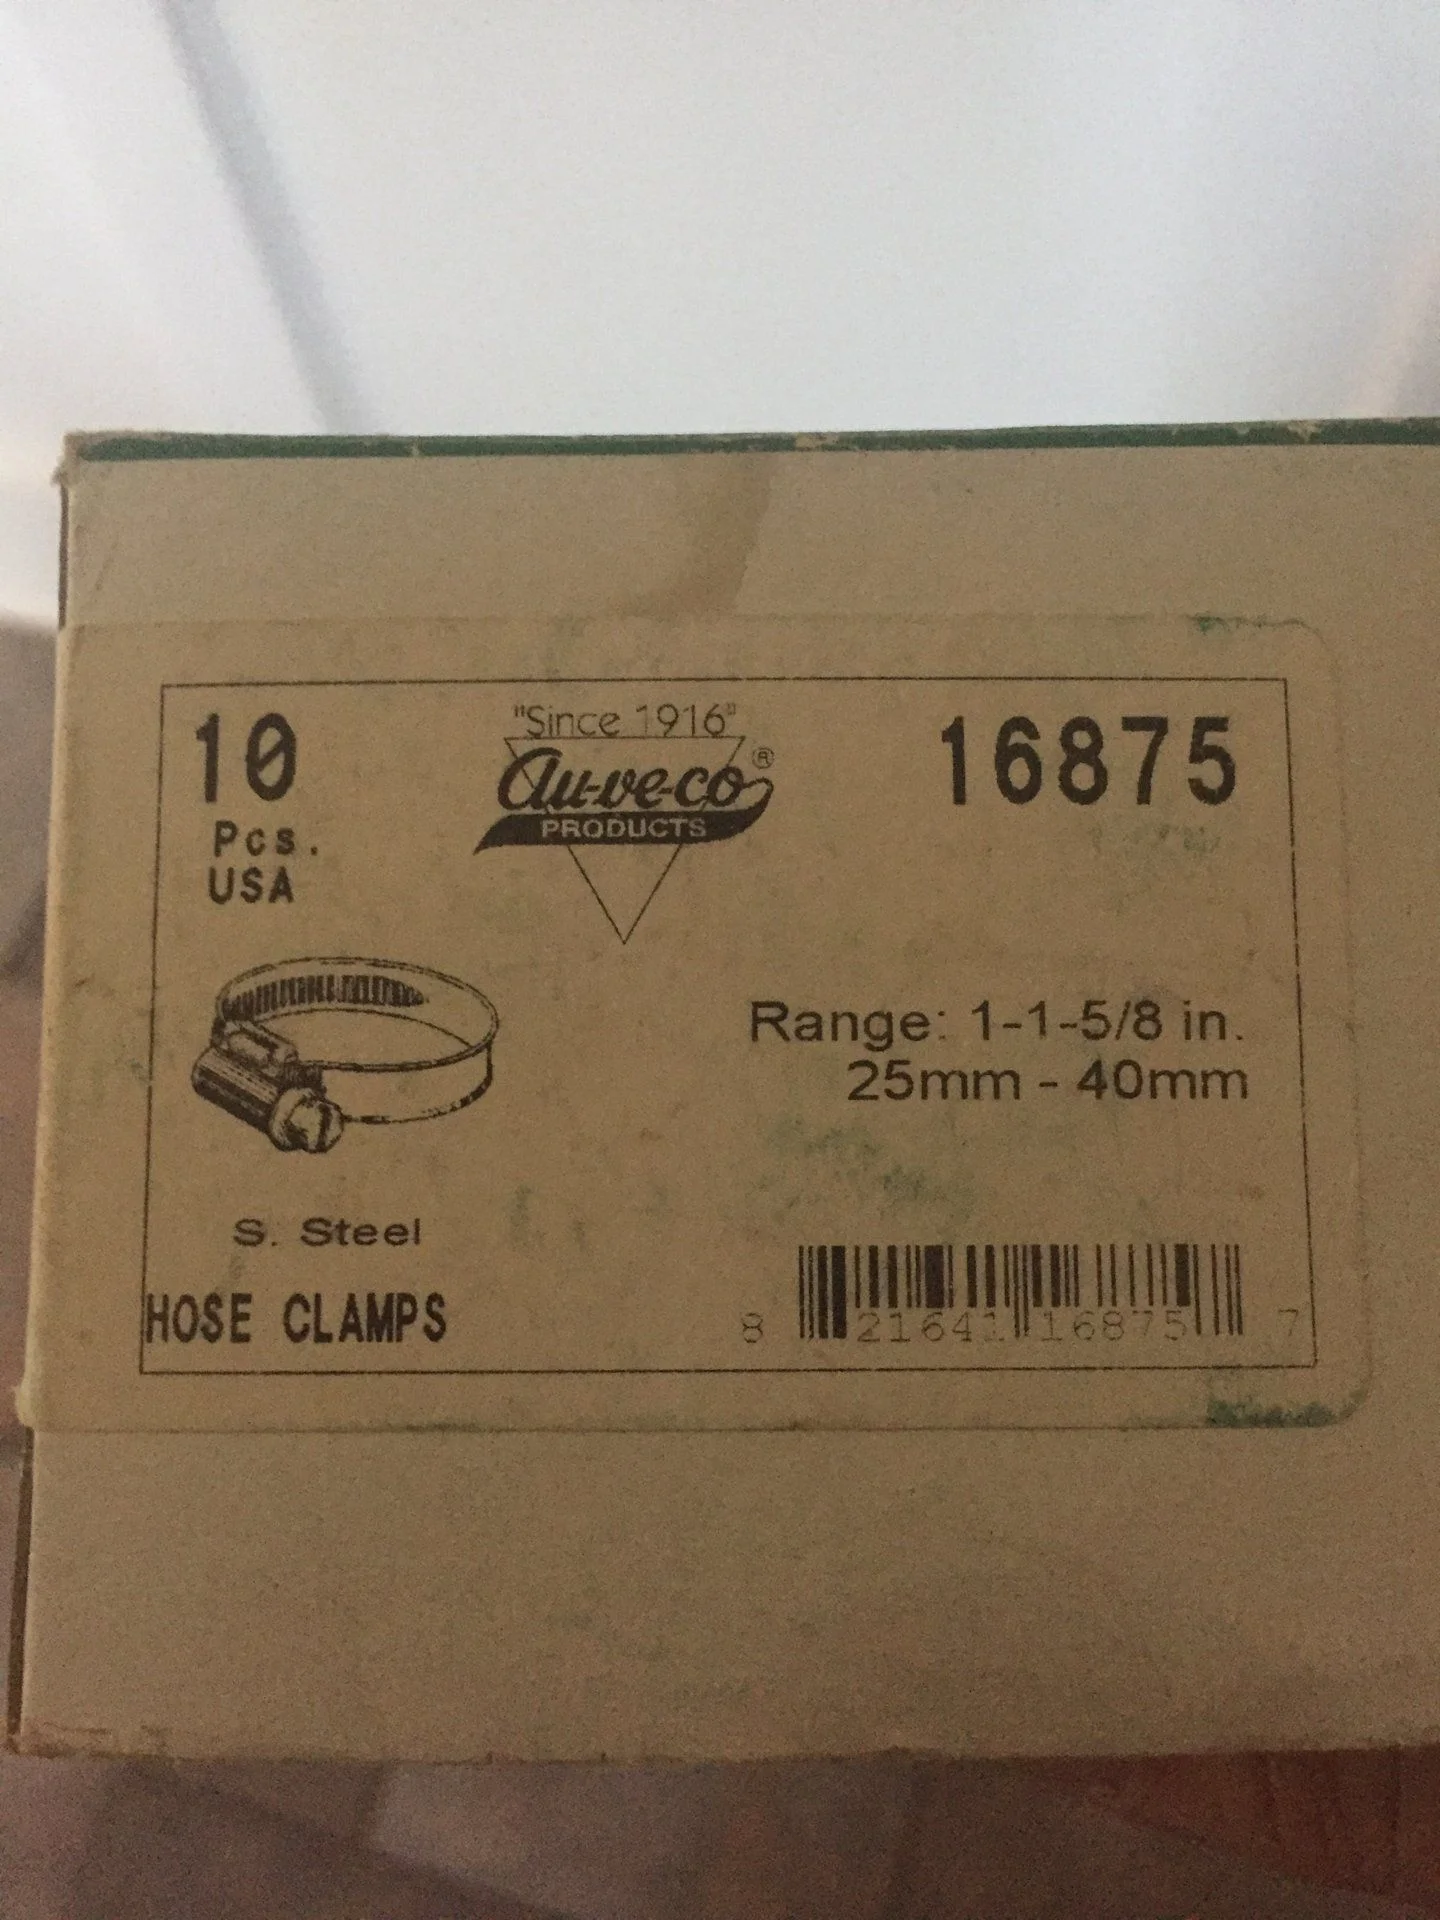 10
Pcs.
USA
"Since 1916"
Au-ve-co®
PRODUCTS
16875
Range: 1-1-5/8 in.
25mm - 40mm
S. Steel
HOSE CLAMPS
8 21641 16875 7